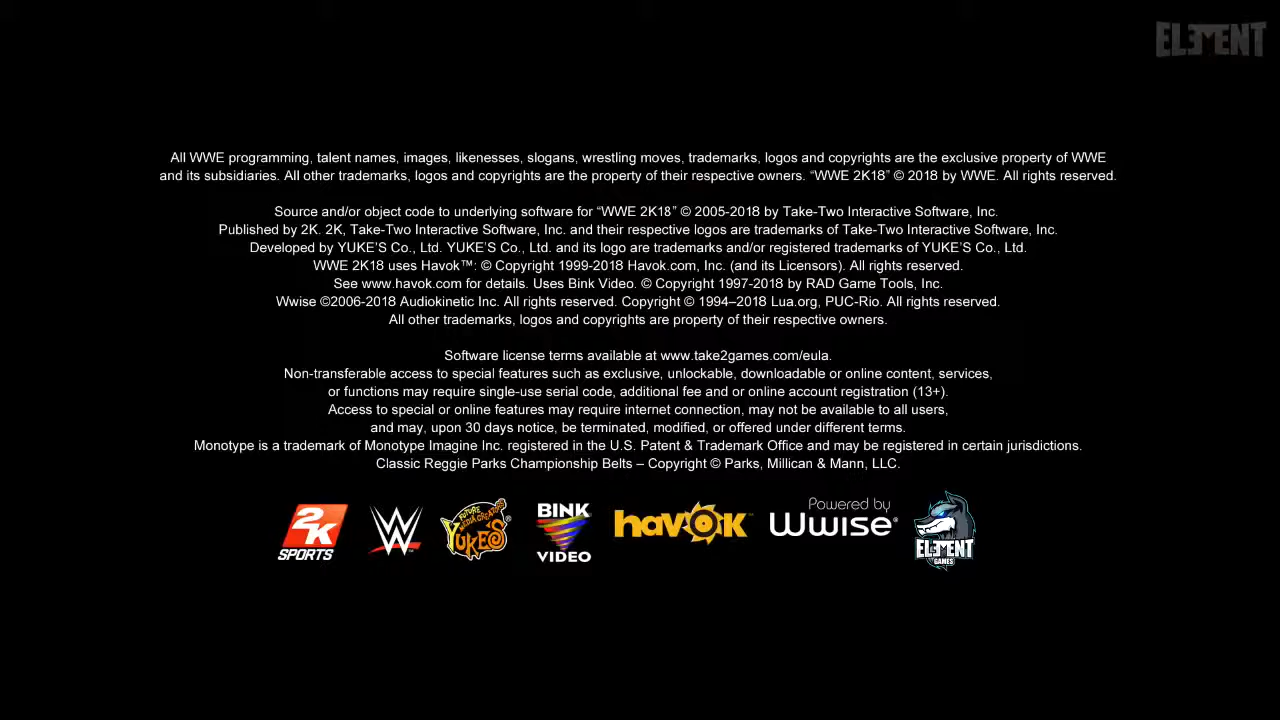 EL3MENT
All WWE programming, talent names, images, likenesses, slogans, wrestling moves, trademarks, logos and copyrights are the exclusive property of WWE
and its subsidiaries. All other trademarks, logos and copyrights are the property of their respective owners. “WWE 2K18” © 2018 by WWE. All rights reserved.
Source and/or object code to underlying software for “WWE 2K18” © 2005-2018 by Take-Two Interactive Software, Inc.
Published by 2K. 2K, Take-Two Interactive Software, Inc. and their respective logos are trademarks of Take-Two Interactive Software, Inc.
Developed by YUKE’S Co., Ltd. YUKE’S Co., Ltd. and its logo are trademarks and/or registered trademarks of YUKE’S Co., Ltd.
WWE 2K18 uses Havok™: © Copyright 1999-2018 Havok.com, Inc. (and its Licensors). All rights reserved.
See www.havok.com for details. Uses Bink Video. © Copyright 1997-2018 by RAD Game Tools, Inc.
Wwise ©2006-2018 Audiokinetic Inc. All rights reserved. Copyright © 1994–2018 Lua.org, PUC-Rio. All rights reserved.
All other trademarks, logos and copyrights are property of their respective owners.
Software license terms available at www.take2games.com/eula.
Non-transferable access to special features such as exclusive, unlockable, downloadable or online content, services,
or functions may require single-use serial code, additional fee and or online account registration (13+).
Access to special or online features may require internet connection, may not be available to all users,
and may, upon 30 days notice, be terminated, modified, or offered under different terms.
Monotype is a trademark of Monotype Imagine Inc. registered in the U.S. Patent & Trademark Office and may be registered in certain jurisdictions.
Classic Reggie Parks Championship Belts – Copyright © Parks, Millican & Mann, LLC.
2K
SPORTS
W
FUTURE
MEDIA CREATOR
YUKE'S®
BINK
VIDEO
havok™
Powered by
Wwise®
EL3MENT
GAMES